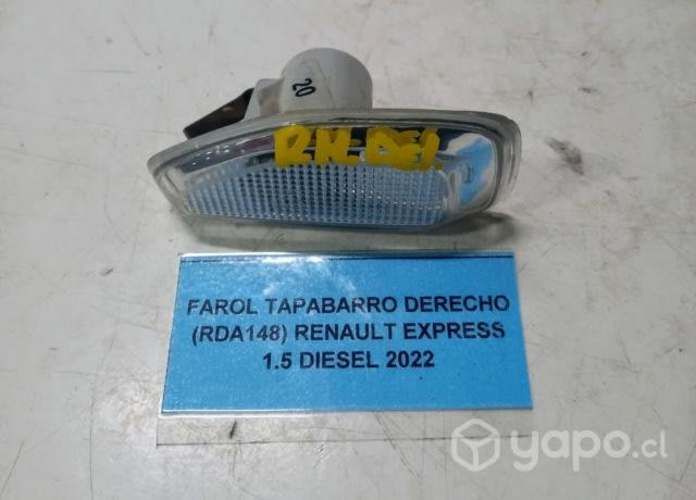 20
RH-DEL
FAROL TAPABARRO DERECHO
(RDA148) RENAULT EXPRESS
1.5 DIESEL 2022
yapo.cl